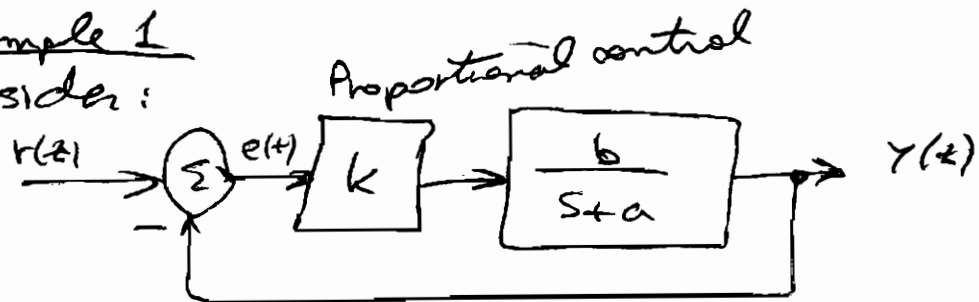 mple 1
sider:
Proportional control
r(t)
Σ
e(t)
k
b
s+a
y(t)
−